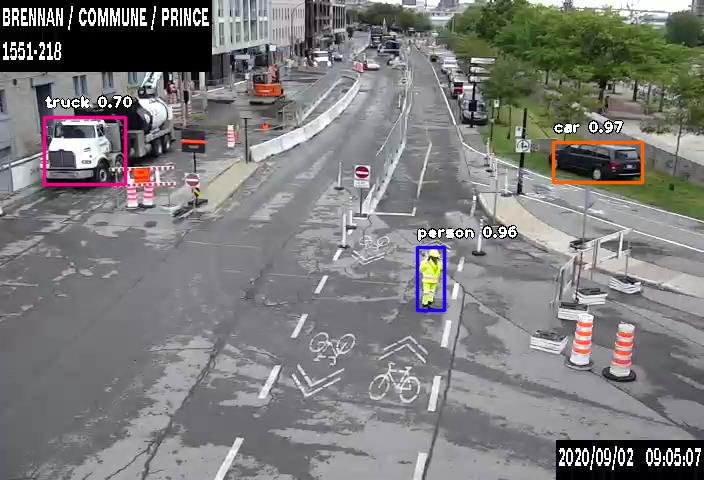 BRENNAN / COMMUNE / PRINCE
1551-218
truck 0.70
car 0.97
person 0.96
2020/09/02 09:05:07